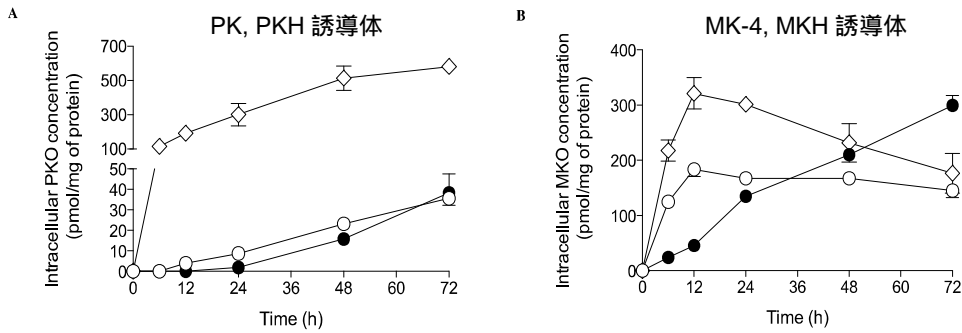 A
PK, PKH 誘導体
Intracellular PKO concentration
(pmol/mg of protein)
700
500
300
100
50
40
30
20
10
0
0 12 24 36 48 60 72
Time (h)
B
MK-4, MKH 誘導体
Intracellular MKO concentration
(pmol/mg of protein)
400
300
200
100
0
0 12 24 36 48 60 72
Time (h)